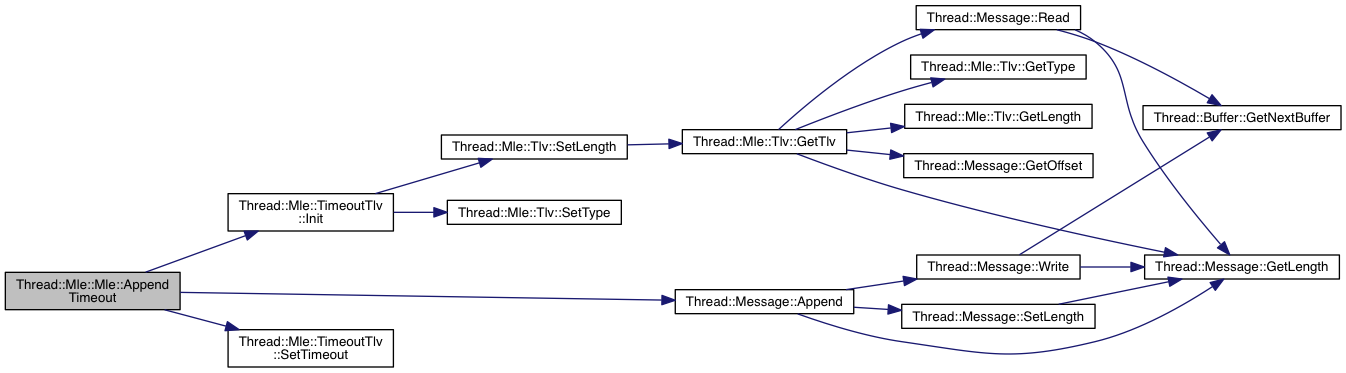 Thread::Message::Read
Thread::Mle::Tlv::GetType
Thread::Mle::Tlv::GetLength
Thread::Buffer::GetNextBuffer
Thread::Mle::Tlv::SetLength
Thread::Mle::Tlv::GetTlv
Thread::Message::GetOffset
Thread::Mle::TimeoutTlv
::Init
Thread::Mle::Tlv::SetType
Thread::Message::Write
Thread::Message::GetLength
Thread::Mle::Mle::Append
Timeout
Thread::Message::Append
Thread::Message::SetLength
Thread::Mle::TimeoutTlv
::SetTimeout